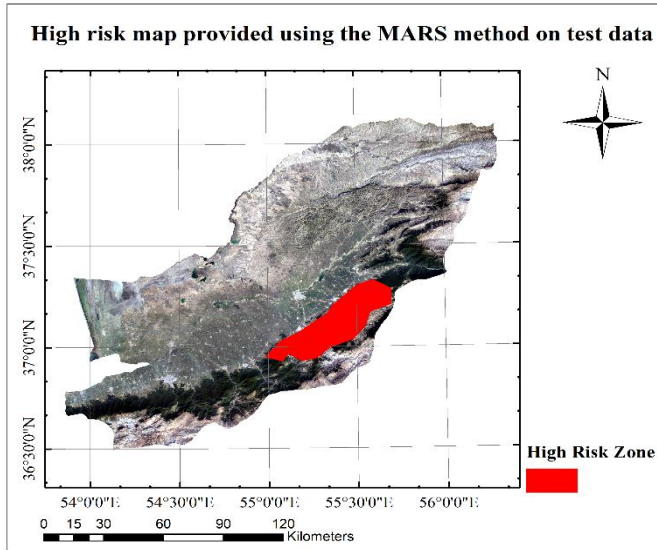 High risk map provided using the MARS method on test data
N
38°0'0"N
37°30'0"N
37°0'0"N
36°30'0"N
High Risk Zone
54°0'0"E 54°30'0"E 55°0'0"E 55°30'0"E 56°0'0"E
0 15 30 60 90 120
Kilometers